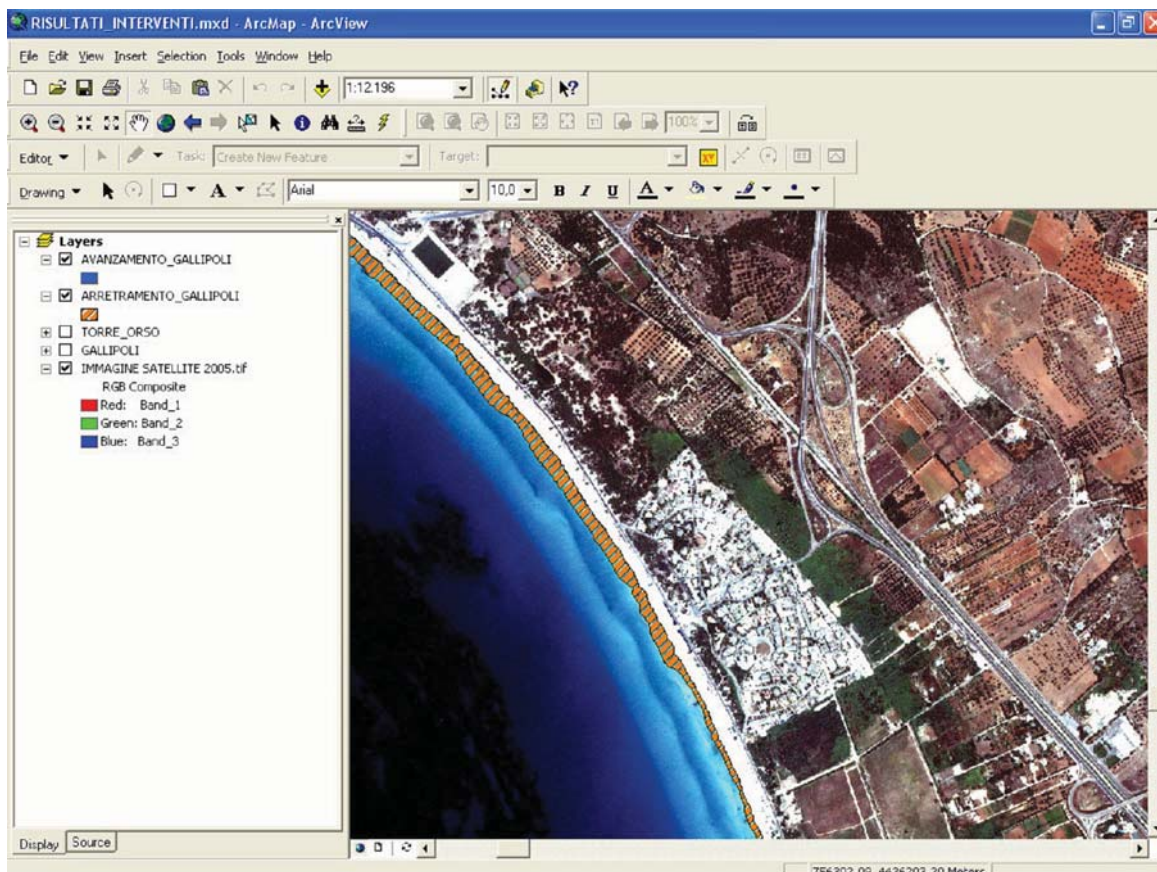 RISULTATI_INTERVENTI.mxd - ArcMap - ArcView
File Edit View Insert Selection Tools Window Help
1:12.196
100%
Editor Task: Create New Feature Target:
Drawing A Arial 10,0 B I U A
Layers
AVANZAMENTO_GALLIPOLI
ARRETRAMENTO_GALLIPOLI
TORRE_ORSO
GALLIPOLI
IMMAGINE SATELLITE 2005.tif
RGB Composite
Red: Band_1
Green: Band_2
Blue: Band_3
Display Source